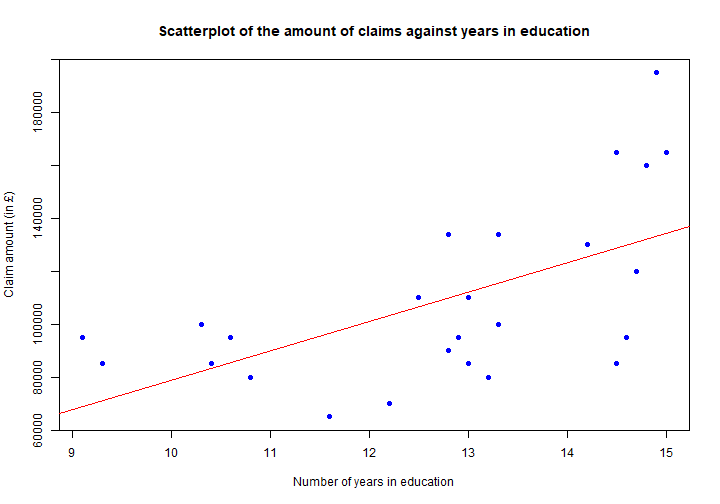 Scatterplot of the amount of claims against years in education
Claim amount (in £)
180000
140000
100000
80000
60000
9 10 11 12 13 14 15
Number of years in education